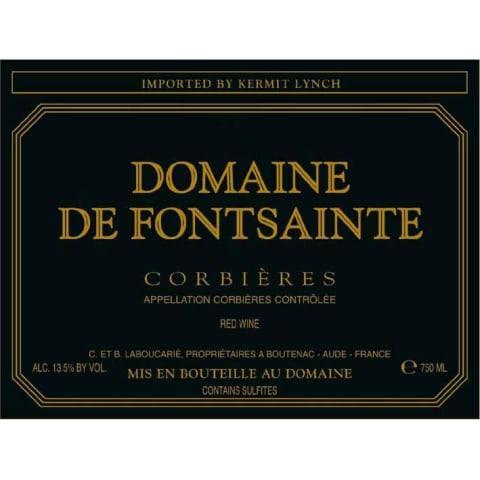 IMPORTED BY KERMIT LYNCH
DOMAINE
DE FONTSAINTE
CORBIÈRES
APPELLATION CORBIÈRES CONTRÔLÉE
RED WINE
C. ET B. LABOUCARIÉ, PROPRIÉTAIRES A BOUTENAC - AUDE - FRANCE
ALC. 13.5% BY VOL. MIS EN BOUTEILLE AU DOMAINE ℮ 750 ML
CONTAINS SULFITES